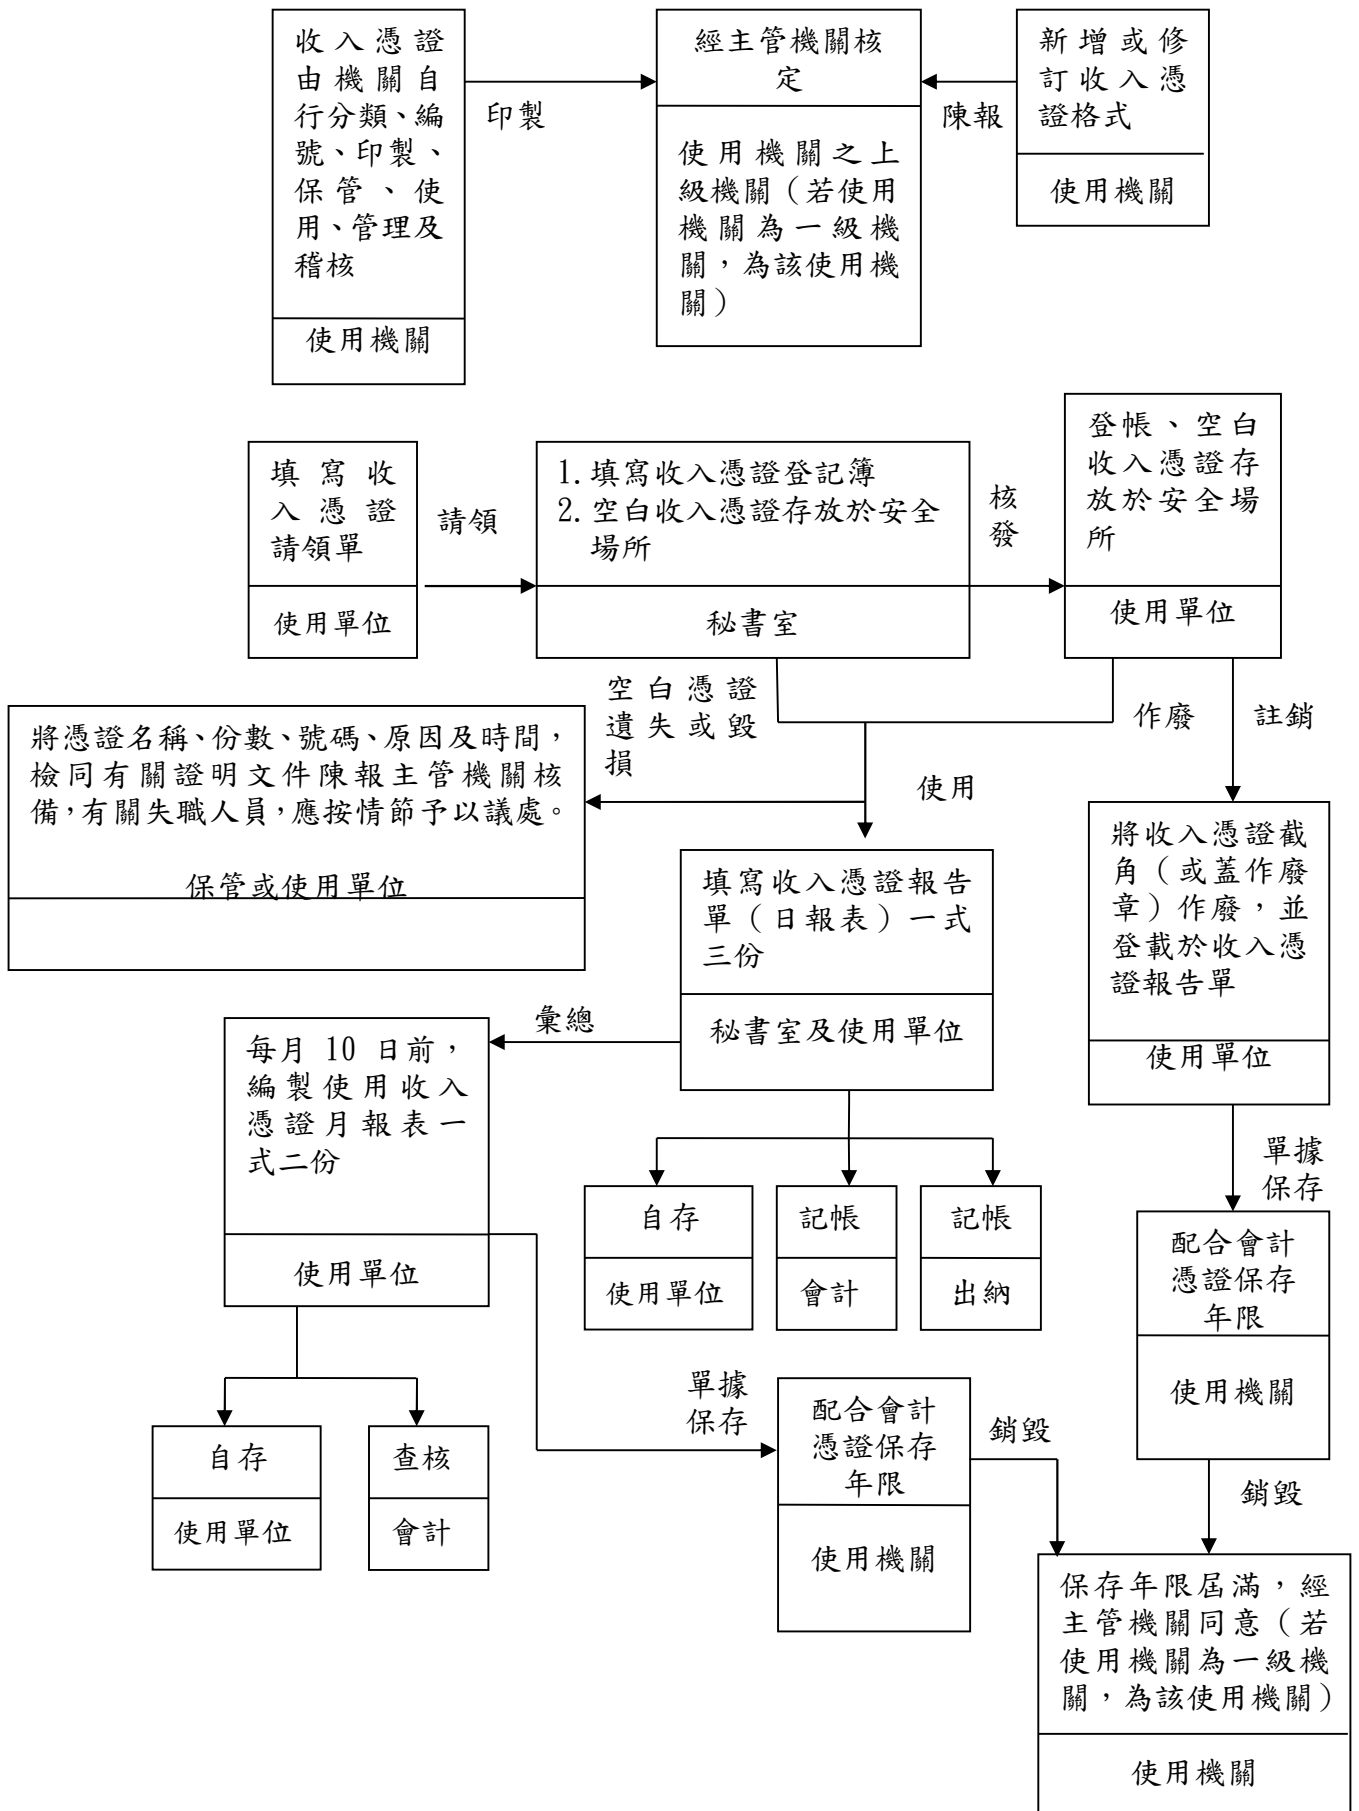 收入憑證
由機關自
行分類、編
號、印製、
保管、使
用、管理及
稽核
使用機關
印製
經主管機關核
定
使用機關之上
級機關（若使用
機關為一級機
關，為該使用機
關）
陳報
新增或修
訂收入憑
證格式
使用機關
填寫收
入憑證
請領單
使用單位
請領
1.填寫收入憑證登記簿
2.空白收入憑證存放於安全
場所
秘書室
核
發
登帳、空白
收入憑證存
放於安全場
所
使用單位
空白憑證
遺失或毀
損
作廢
註銷
將憑證名稱、份數、號碼、原因及時間，
檢同有關證明文件陳報主管機關核
備，有關失職人員，應按情節予以議處。
保管或使用單位
使用
填寫收入憑證報告
單（日報表）一式
三份
秘書室及使用單位
將收入憑證截
角（或蓋作廢
章）作廢，並
登載於收入憑
證報告單
使用單位
彙總
每月 10 日前，
編製使用收入
憑證月報表一
式二份
使用單位
自存
使用單位
記帳
會計
記帳
出納
單據
保存
配合會計
憑證保存
年限
使用機關
單據
保存
配合會計
憑證保存
年限
使用機關
自存
使用單位
查核
會計
銷毀
銷毀
保存年限屆滿，經
主管機關同意（若
使用機關為一級機
關，為該使用機關）
使用機關